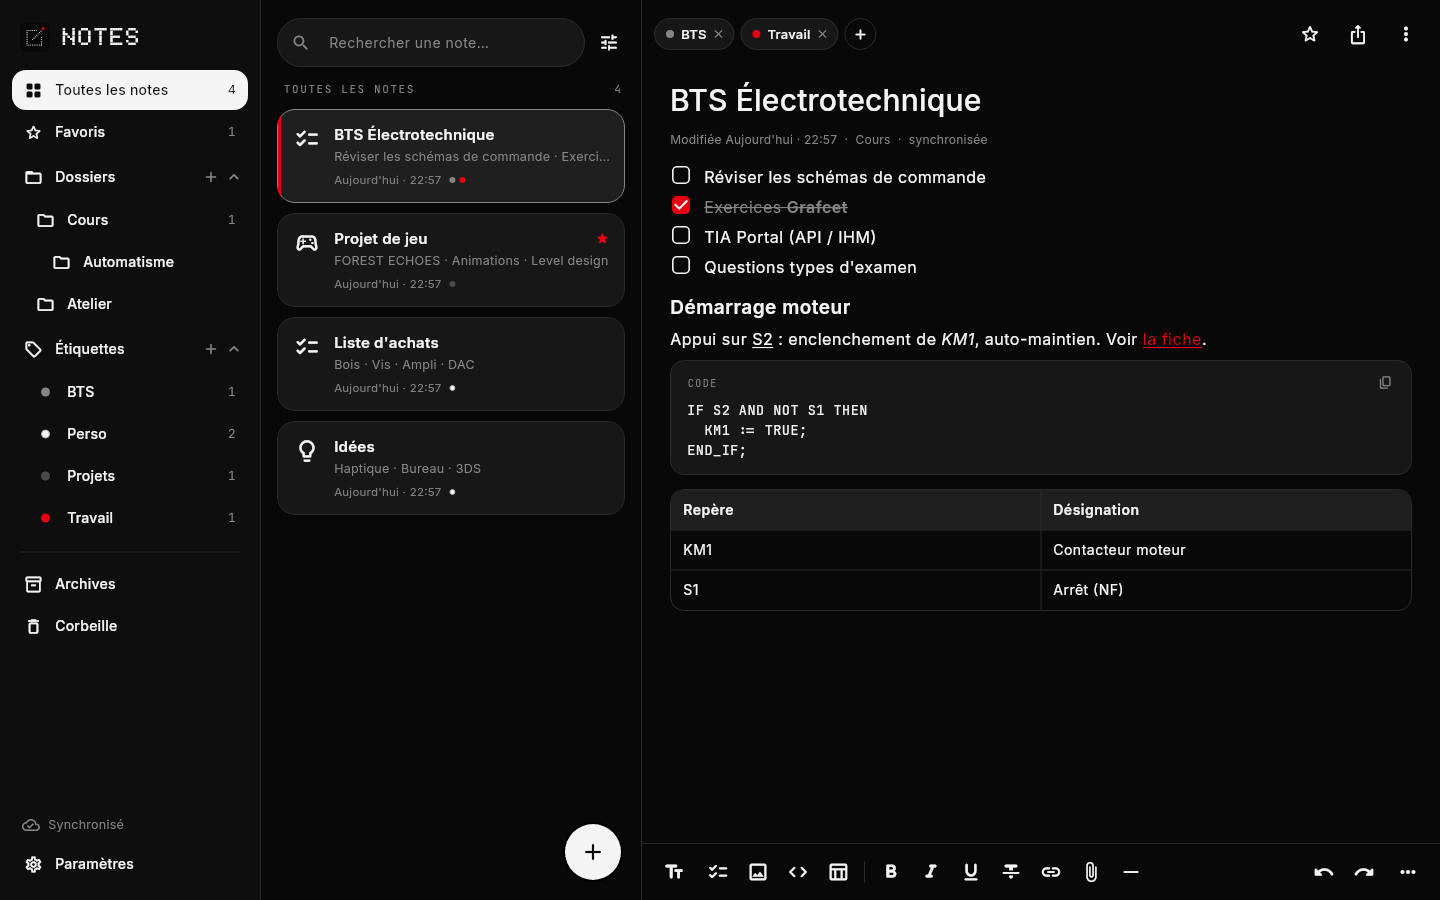 NOTES
Toutes les notes 4
Favoris 1
Dossiers
Cours 1
Automatisme
Atelier
Étiquettes
BTS 1
Perso 2
Projets 1
Travail 1
Archives
Corbeille
Synchronisé
Paramètres
Rechercher une note...
TOUTES LES NOTES 4
BTS Électrotechnique
Réviser les schémas de commande · Exerci...
Aujourd'hui · 22:57
Projet de jeu
FOREST ECHOES · Animations · Level design
Aujourd'hui · 22:57
Liste d'achats
Bois · Vis · Ampli · DAC
Aujourd'hui · 22:57
Idées
Haptique · Bureau · 3DS
Aujourd'hui · 22:57
BTS Travail
BTS Électrotechnique
Modifiée Aujourd'hui · 22:57 · Cours · synchronisée
Réviser les schémas de commande
Exercices Grafcet
TIA Portal (API / IHM)
Questions types d'examen
Démarrage moteur
Appui sur S2 : enclenchement de KM1, auto-maintien. Voir la fiche.
CODE
IF S2 AND NOT S1 THEN
KM1 := TRUE;
END_IF;
Repère Désignation
KM1 Contacteur moteur
S1 Arrêt (NF)